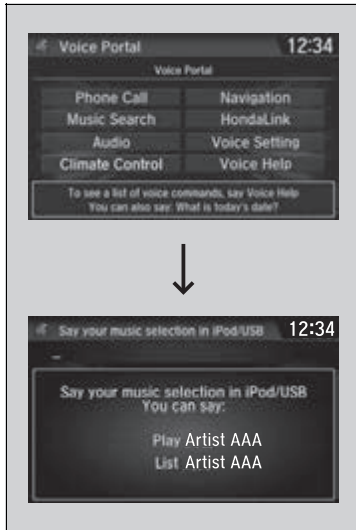 Voice Portal 12:34
Voice Portal
Phone Call Navigation
Music Search HondaLink
Audio Voice Setting
Climate Control Voice Help
To see a list of voice commands, say Voice Help
You can also say: What is today's date?
Say your music selection in iPod/USB 12:34
Say your music selection in iPod/USB
You can say:
Play Artist AAA
List Artist AAA